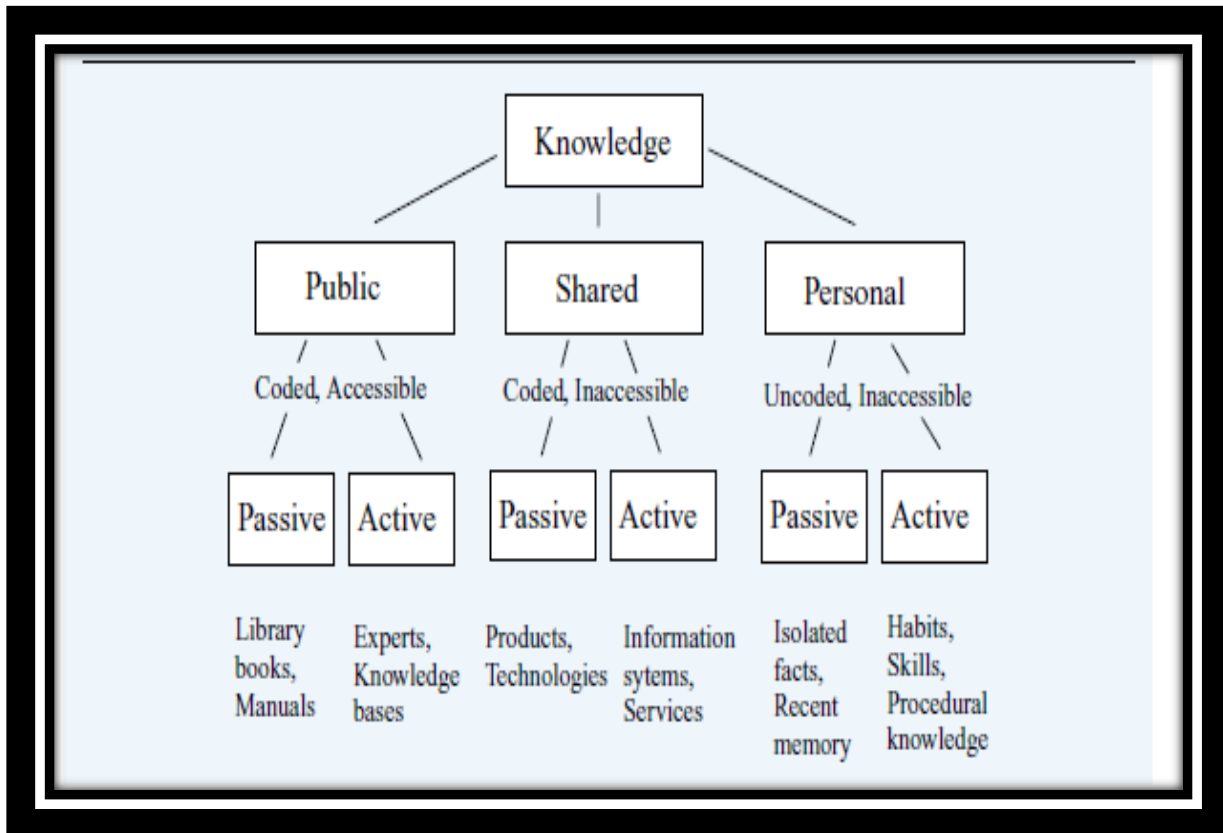 Knowledge
Public
Shared
Personal
Coded, Accessible
Coded, Inaccessible
Uncoded, Inaccessible
Passive
Active
Passive
Active
Passive
Active
Library
books,
Manuals
Experts,
Knowledge
bases
Products,
Technologies
Information
sytems,
Services
Isolated
facts,
Recent
memory
Habits,
Skills,
Procedural
knowledge